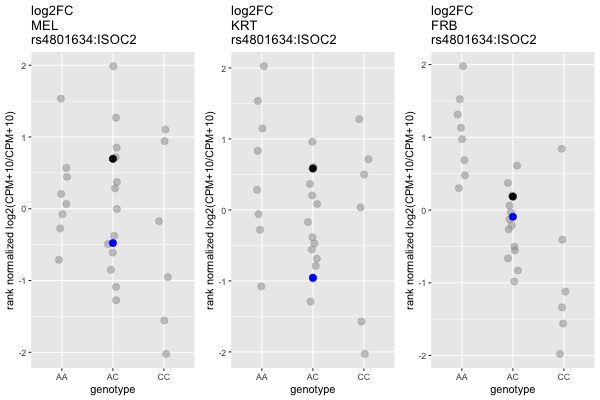 log2FC
MEL
rs4801634:ISOC2
rank normalized log2(CPM+10/CPM+10)
2
1
0
-1
-2
AA
AC
CC
genotype
log2FC
KRT
rs4801634:ISOC2
rank normalized log2(CPM+10/CPM+10)
2
1
0
-1
-2
AA
AC
CC
genotype
log2FC
FRB
rs4801634:ISOC2
rank normalized log2(CPM+10/CPM+10)
2
1
0
-1
-2
AA
AC
CC
genotype